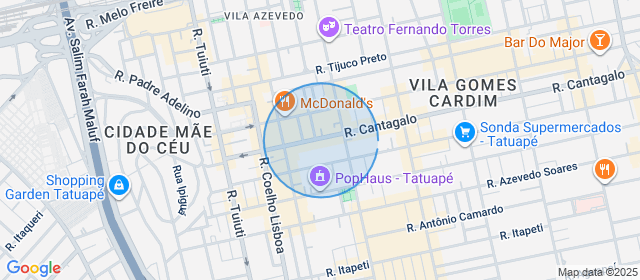 R. Melo Freire
VILA AZEVEDO
Teatro Fernando Torres
Bar Do Major
Av. Salim Farah Maluf
R. Tuiuti
R. Tijuco Preto
R. Padre Adelino
VILA GOMES
CARDIM
R. Cantagalo
McDonald's
R. Cantagalo
CIDADE MÃE
DO CÉU
Sonda Supermercados
- Tatuapé
Shopping
Garden Tatuapé
Rua Ipigué
R. Tuiuti
R. Coelho Lisboa
PopHaus - Tatuapé
R. Azevedo Soares
R. Antônio Camardo
R. Itaqueri
R. Itapeti
R. Itapeti
Google
Map data ©2025